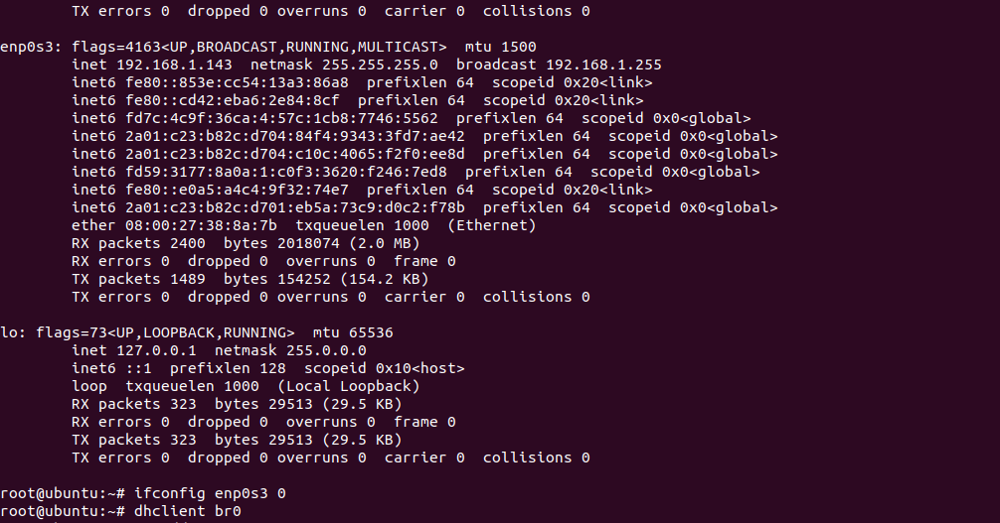 TX errors 0  dropped 0 overruns 0  carrier 0  collisions 0
enp0s3: flags=4163<UP,BROADCAST,RUNNING,MULTICAST>  mtu 1500
inet 192.168.1.143  netmask 255.255.255.0  broadcast 192.168.1.255
inet6 fe80::853e:cc54:13a3:86a8  prefixlen 64  scopeid 0x20<link>
inet6 fe80::cd42:eba6:2e84:8cf  prefixlen 64  scopeid 0x20<link>
inet6 fd7c:4c9f:36ca:4:57c:1cb8:7746:5562  prefixlen 64  scopeid 0x0<global>
inet6 2a01:c23:b82c:d704:84f4:9343:3fd7:ae42  prefixlen 64  scopeid 0x0<global>
inet6 2a01:c23:b82c:d704:c10c:4065:f2f0:ee8d  prefixlen 64  scopeid 0x0<global>
inet6 fd59:3177:8a0a:1:c0f3:3620:f246:7ed8  prefixlen 64  scopeid 0x0<global>
inet6 fe80::e0a5:a4c4:9f32:74e7  prefixlen 64  scopeid 0x20<link>
inet6 2a01:c23:b82c:d701:eb5a:73c9:d0c2:f78b  prefixlen 64  scopeid 0x0<global>
ether 08:00:27:38:8a:7b  txqueuelen 1000  (Ethernet)
RX packets 2400  bytes 2018074 (2.0 MB)
RX errors 0  dropped 0  overruns 0  frame 0
TX packets 1489  bytes 154252 (154.2 KB)
TX errors 0  dropped 0 overruns 0  carrier 0  collisions 0
lo: flags=73<UP,LOOPBACK,RUNNING>  mtu 65536
inet 127.0.0.1  netmask 255.0.0.0
inet6 ::1  prefixlen 128  scopeid 0x10<host>
loop  txqueuelen 1000  (Local Loopback)
RX packets 323  bytes 29513 (29.5 KB)
RX errors 0  dropped 0  overruns 0  frame 0
TX packets 323  bytes 29513 (29.5 KB)
TX errors 0  dropped 0 overruns 0  carrier 0  collisions 0
root@ubuntu:~# ifconfig enp0s3 0
root@ubuntu:~# dhclient br0